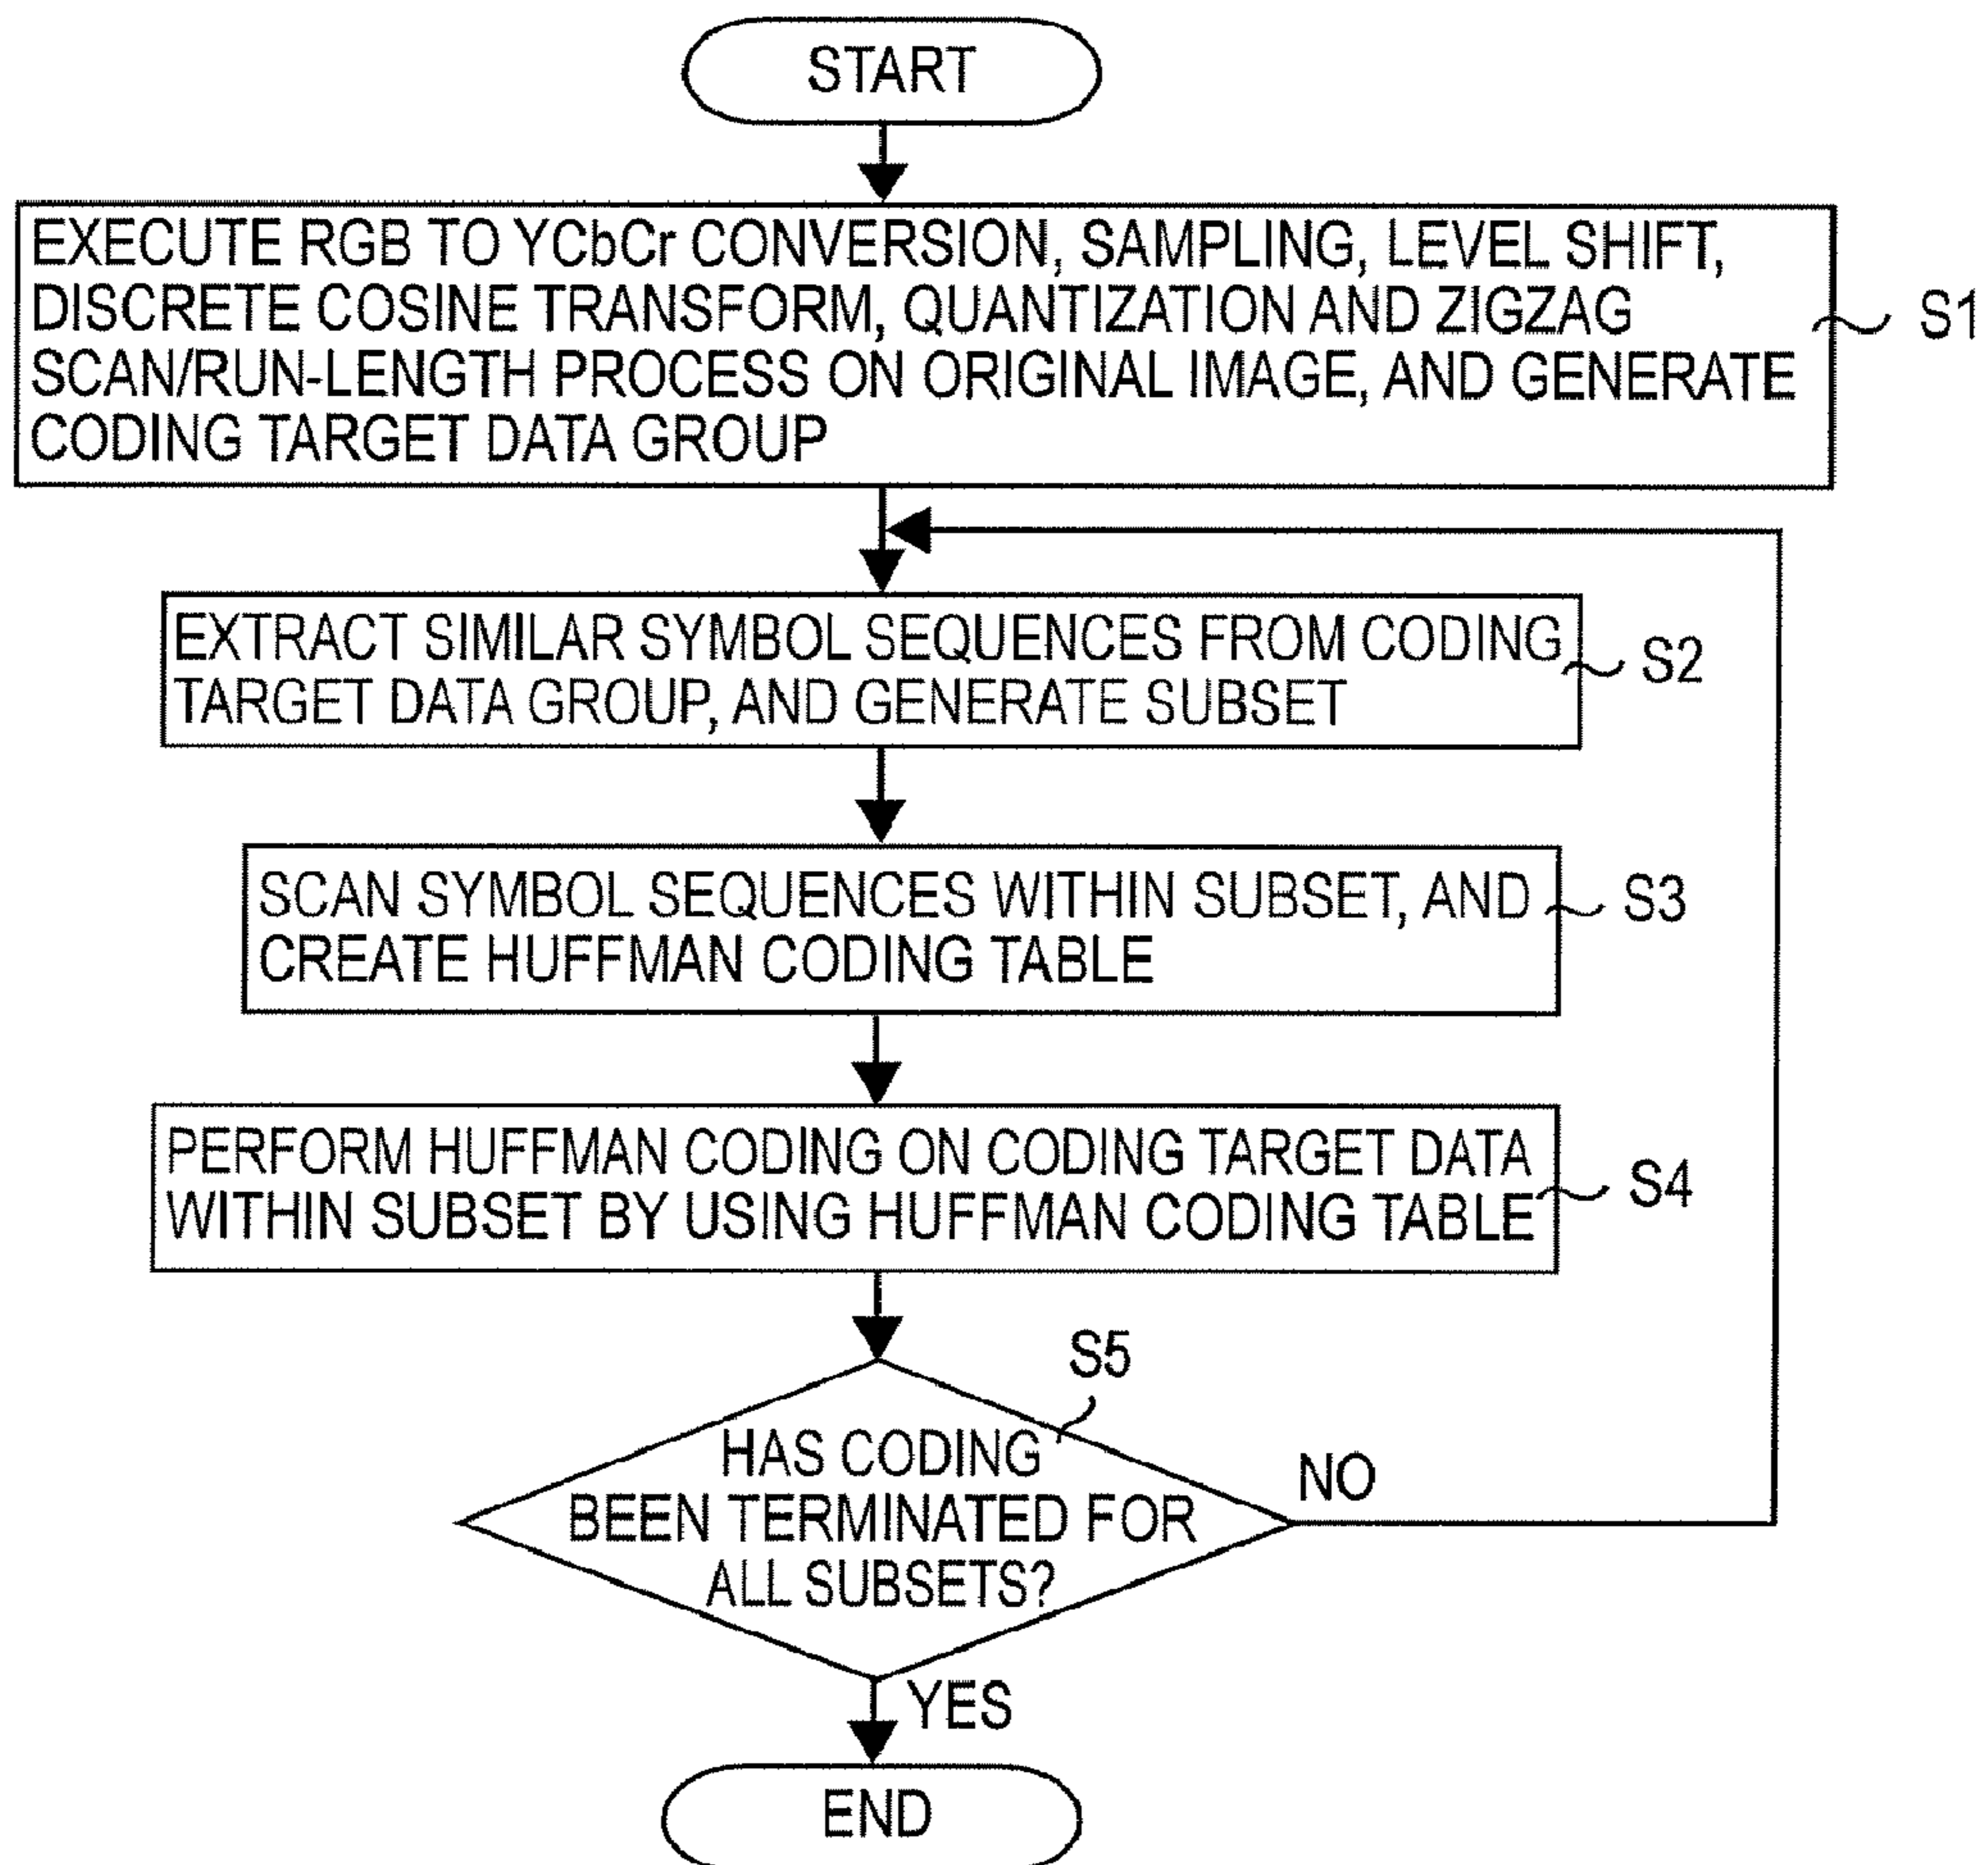 START
EXECUTE RGB TO YCbCr CONVERSION, SAMPLING, LEVEL SHIFT,
DISCRETE COSINE TRANSFORM, QUANTIZATION AND ZIGZAG
SCAN/RUN-LENGTH PROCESS ON ORIGINAL IMAGE, AND GENERATE
CODING TARGET DATA GROUP
S1
EXTRACT SIMILAR SYMBOL SEQUENCES FROM CODING
TARGET DATA GROUP, AND GENERATE SUBSET
S2
SCAN SYMBOL SEQUENCES WITHIN SUBSET, AND
CREATE HUFFMAN CODING TABLE
S3
PERFORM HUFFMAN CODING ON CODING TARGET DATA
WITHIN SUBSET BY USING HUFFMAN CODING TABLE
S4
S5
HAS CODING
BEEN TERMINATED FOR
ALL SUBSETS?
NO
YES
END